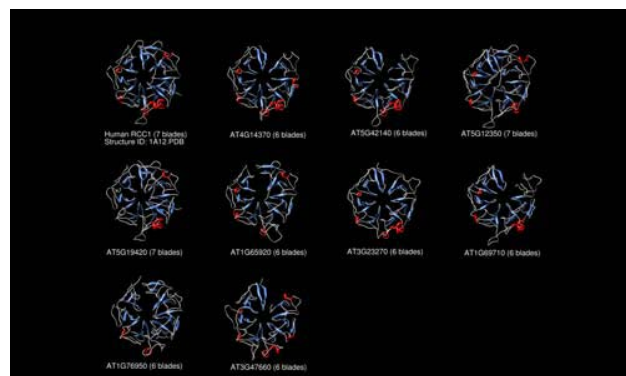 Human RCC1 (7 blades)
Structure ID: 1A12.PDB
AT4G14370 (6 blades)
AT5G42140 (6 blades)
AT5G12350 (7 blades)
AT5G19420 (7 blades)
AT1G65920 (6 blades)
AT3G23270 (6 blades)
AT1G69710 (6 blades)
AT1G76950 (6 blades)
AT3G47660 (6 blades)